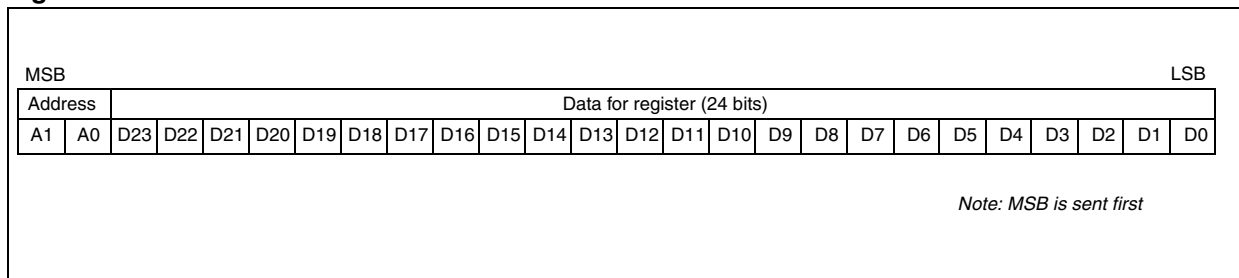 MSB LSB
Address Data for register (24 bits)
A1 A0 D23 D22 D21 D20 D19 D18 D17 D16 D15 D14 D13 D12 D11 D10 D9 D8 D7 D6 D5 D4 D3 D2 D1 D0
Note: MSB is sent first